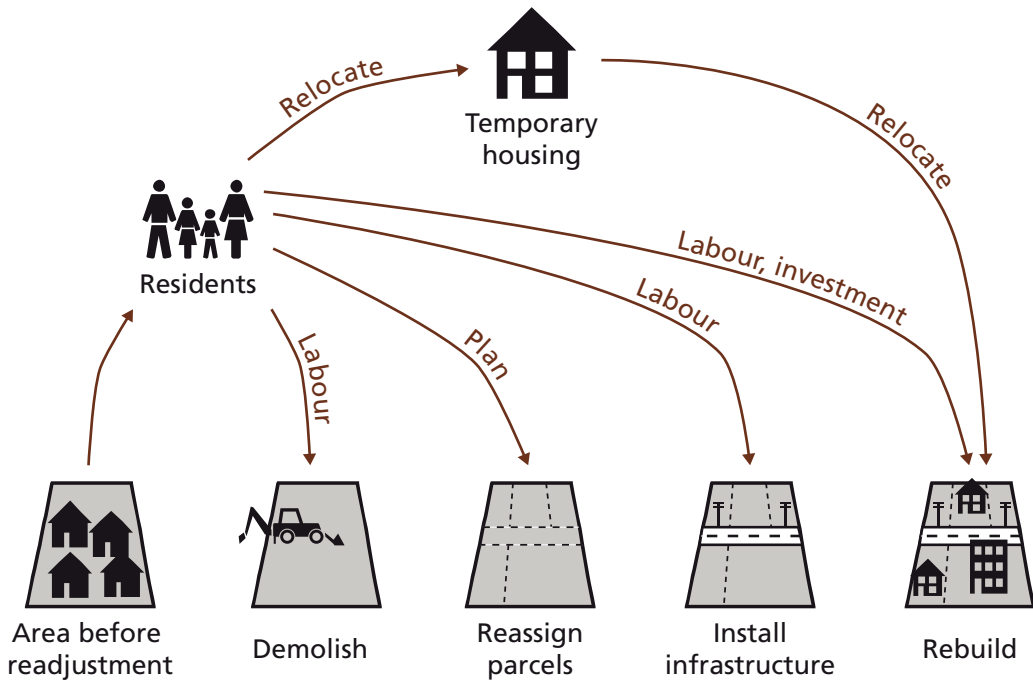 Relocate
Temporary
housing
Relocate
Residents
Labour, investment
Labour
Plan
Labour
Area before
readjustment
Demolish
Reassign
parcels
Install
infrastructure
Rebuild